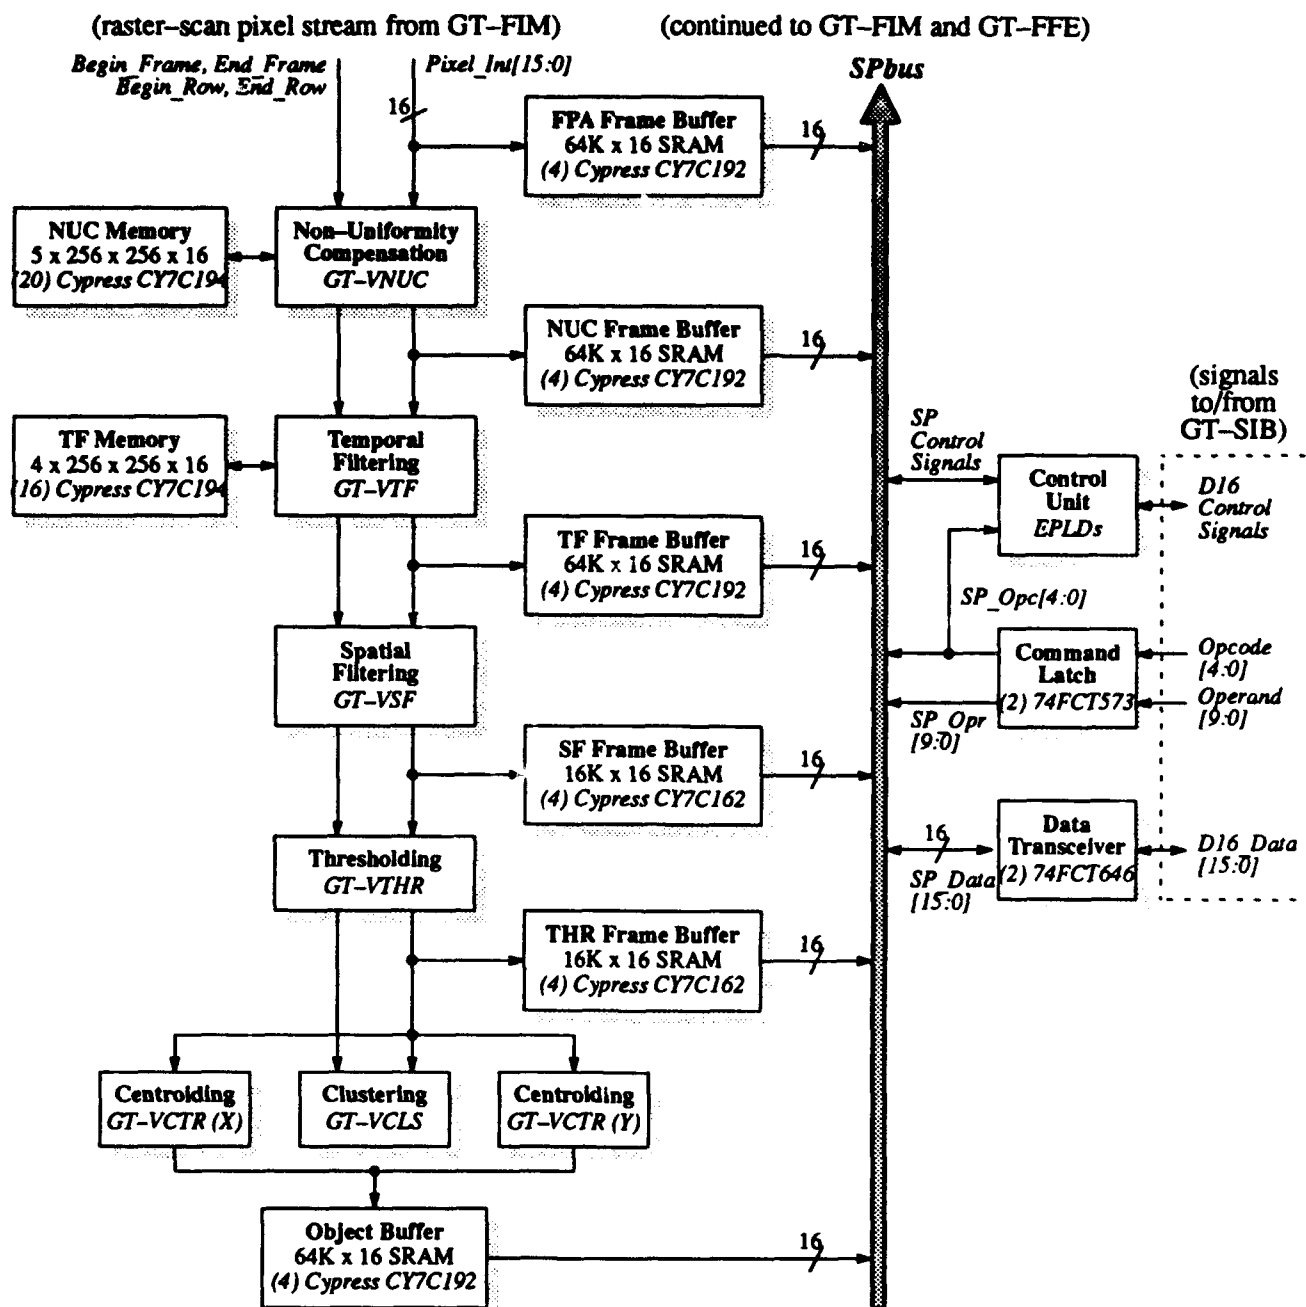 (raster–scan pixel stream from GT–FIM)
(continued to GT–FIM and GT–FFE)
Begin_Frame, End_Frame
Begin_Row, End_Row
Pixel_Int[15:0]
SPbus
16
FPA Frame Buffer
64K x 16 SRAM
(4) Cypress CY7C192
16
NUC Memory
5 x 256 x 256 x 16
(20) Cypress CY7C194
Non–Uniformity
Compensation
GT–VNUC
NUC Frame Buffer
64K x 16 SRAM
(4) Cypress CY7C192
16
(signals
to/from
GT–SIB)
TF Memory
4 x 256 x 256 x 16
(16) Cypress CY7C194
Temporal
Filtering
GT–VTF
SP
Control
Signals
Control
Unit
EPLDs
D16
Control
Signals
TF Frame Buffer
64K x 16 SRAM
(4) Cypress CY7C192
16
SP_Opc[4:0]
Spatial
Filtering
GT–VSF
Command
Latch
(2) 74FCT573
Opcode
[4:0]
Operand
[9:0]
SP_Opr
[9:0]
SF Frame Buffer
16K x 16 SRAM
(4) Cypress CY7C162
16
Thresholding
GT–VTHR
16
SP_Data
[15:0]
Data
Transceiver
(2) 74FCT646
D16_Data
[15:0]
THR Frame Buffer
16K x 16 SRAM
(4) Cypress CY7C162
16
Centroiding
GT–VCTR (X)
Clustering
GT–VCLS
Centroiding
GT–VCTR (Y)
Object Buffer
64K x 16 SRAM
(4) Cypress CY7C192
16